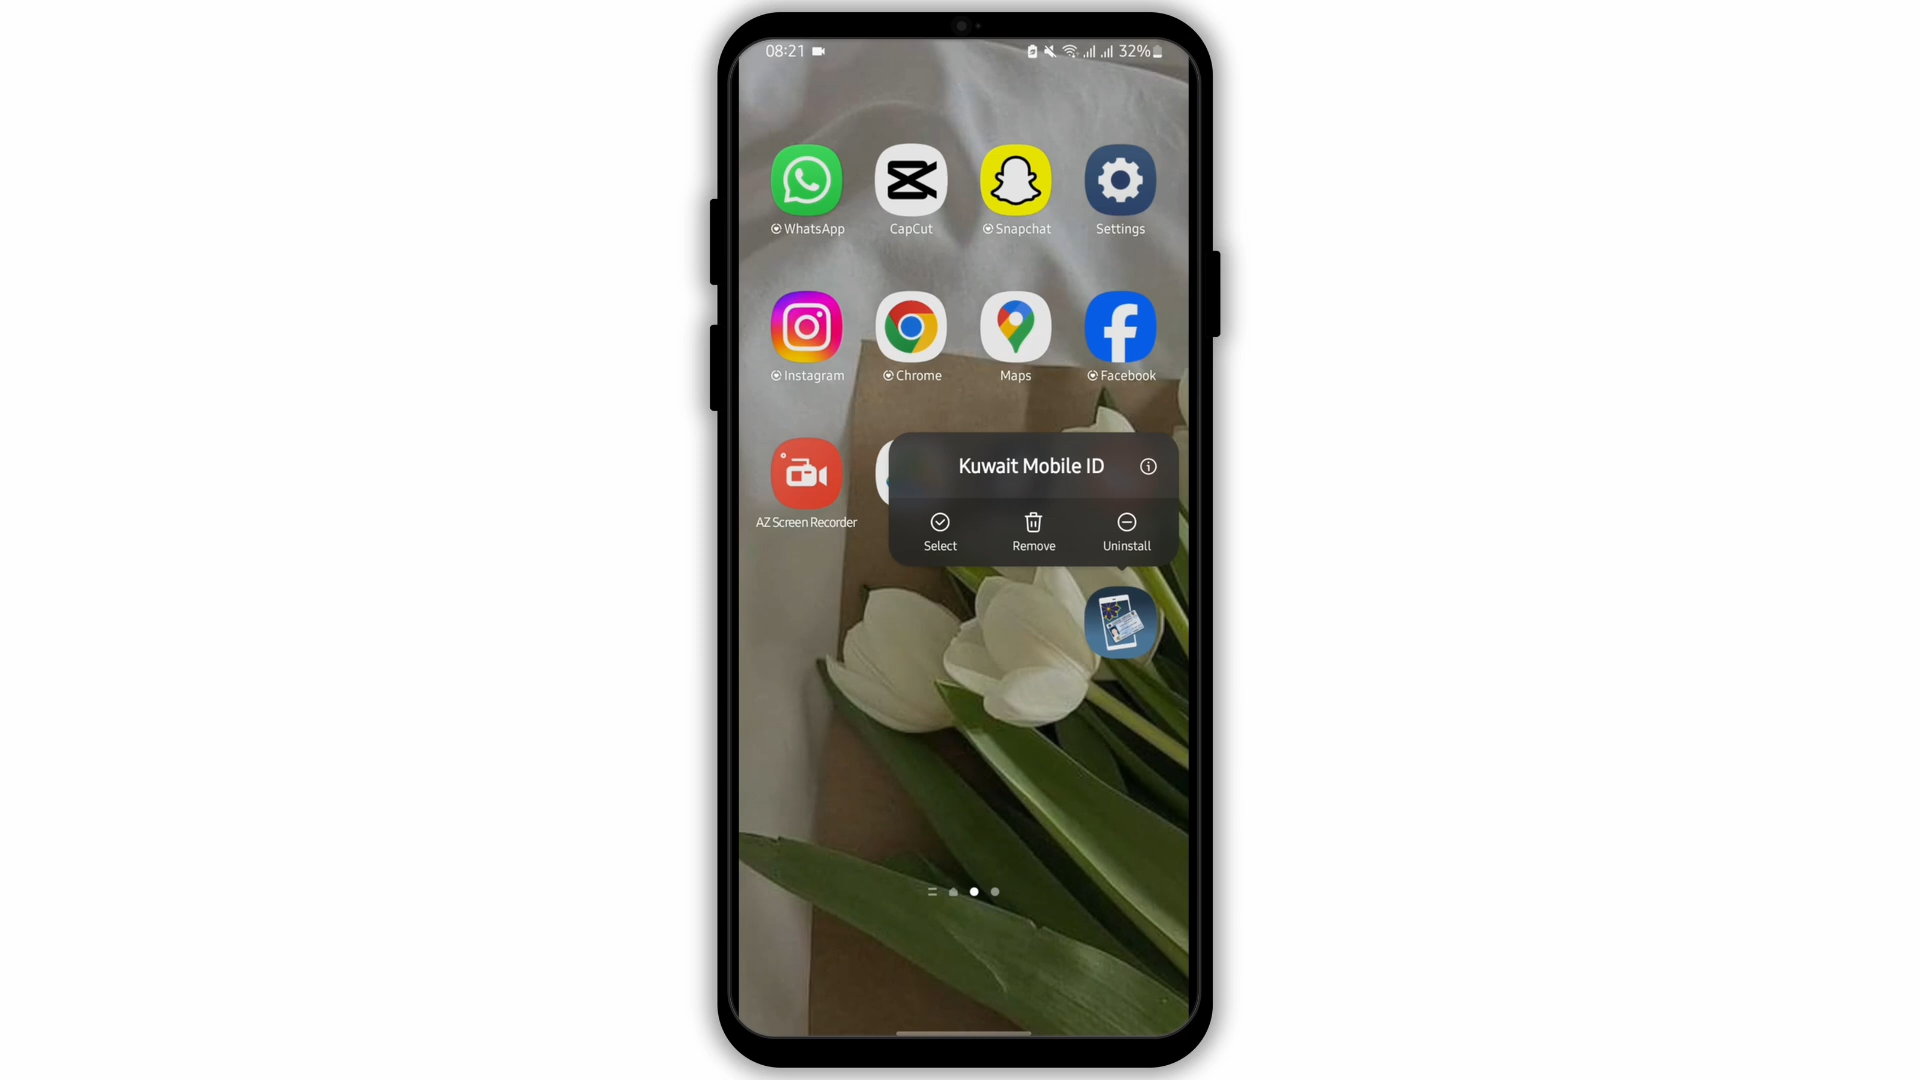 08:21
32%
WhatsApp
CapCut
Snapchat
Settings
Instagram
Chrome
Maps
Facebook
Kuwait Mobile ID
AZ Screen Recorder
Select
Remove
Uninstall